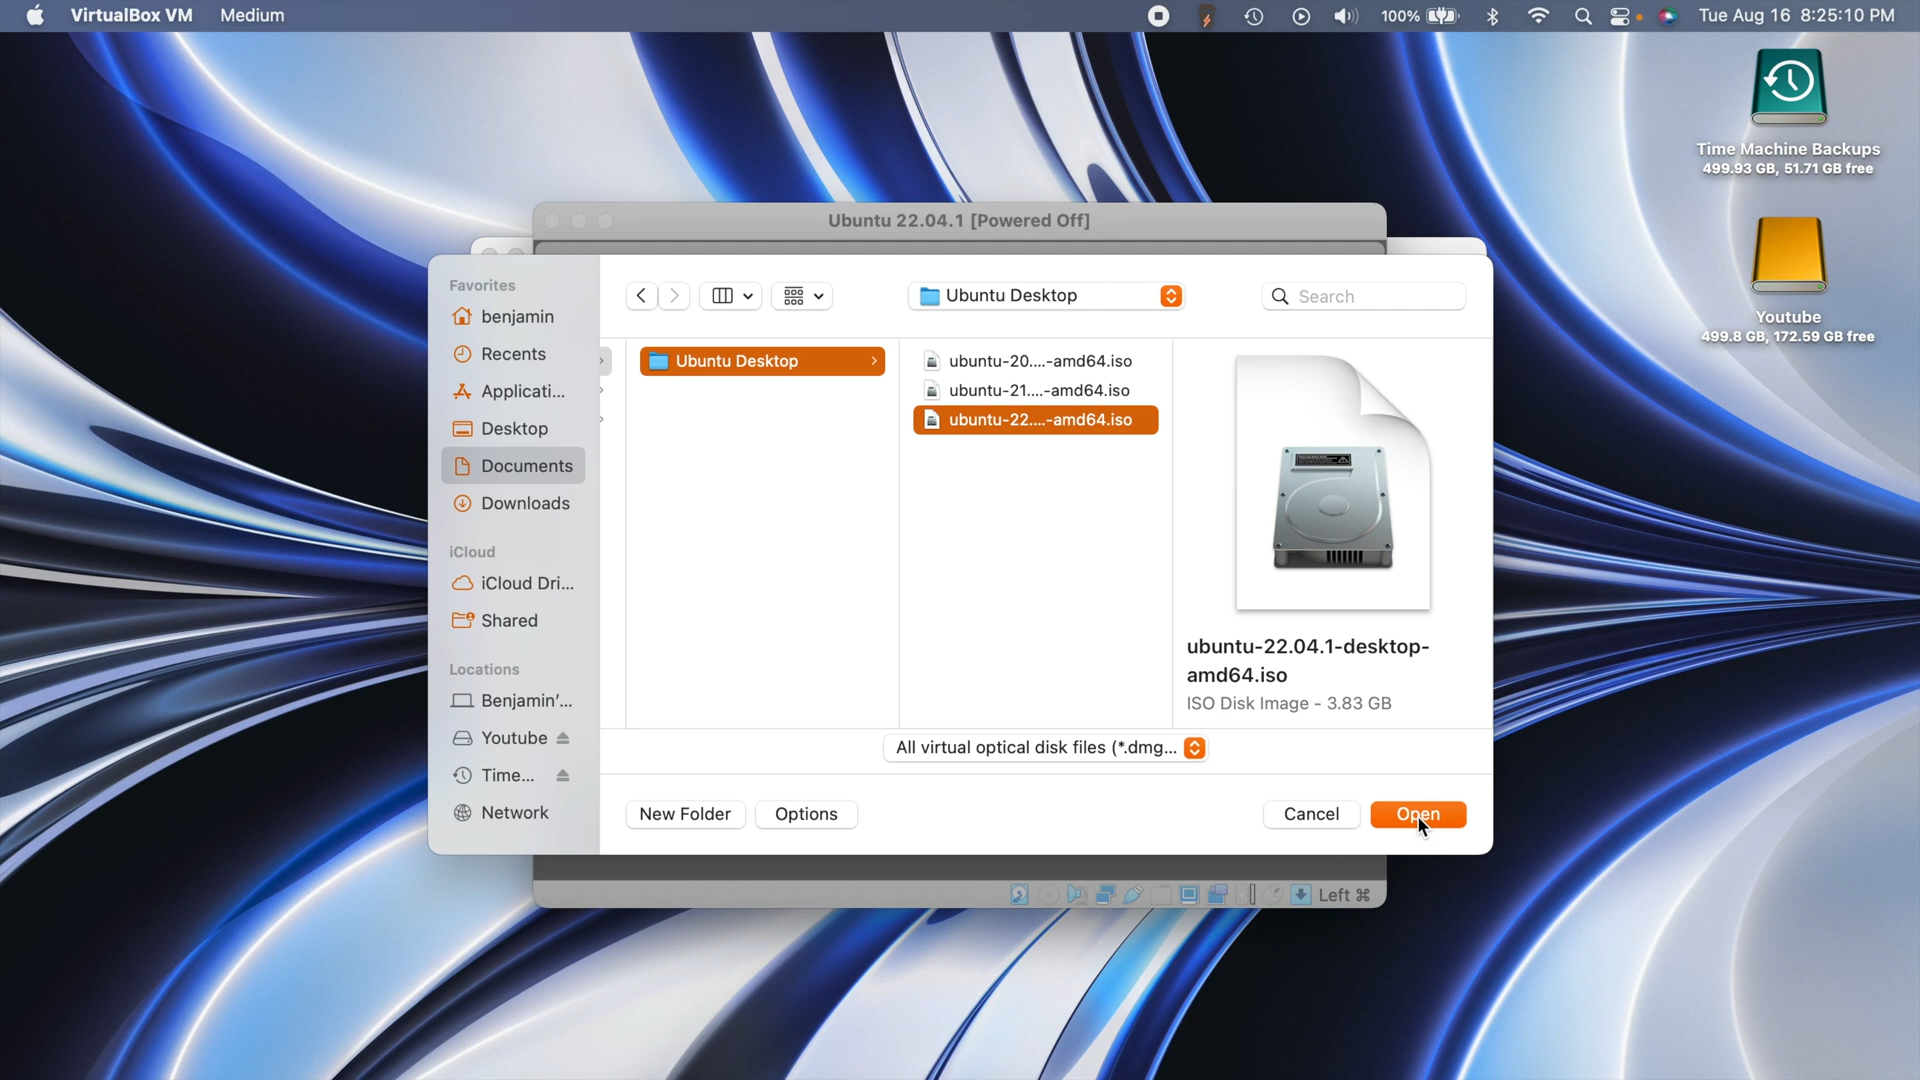 VirtualBox VM Medium
100% Tue Aug 16 8:25:10 PM
Time Machine Backups
499.93 GB, 51.71 GB free
Youtube
499.8 GB, 172.59 GB free
Ubuntu 22.04.1 [Powered Off]
Favorites
benjamin
Recents
Applicati...
Desktop
Documents
Downloads
iCloud
iCloud Dri...
Shared
Locations
Benjamin'...
Youtube
Time...
Network
Ubuntu Desktop
Search
Ubuntu Desktop
ubuntu-20....-amd64.iso
ubuntu-21....-amd64.iso
ubuntu-22....-amd64.iso
ubuntu-22.04.1-desktop-
amd64.iso
ISO Disk Image - 3.83 GB
All virtual optical disk files (*.dmg...
New Folder Options Cancel Open
Left ⌘